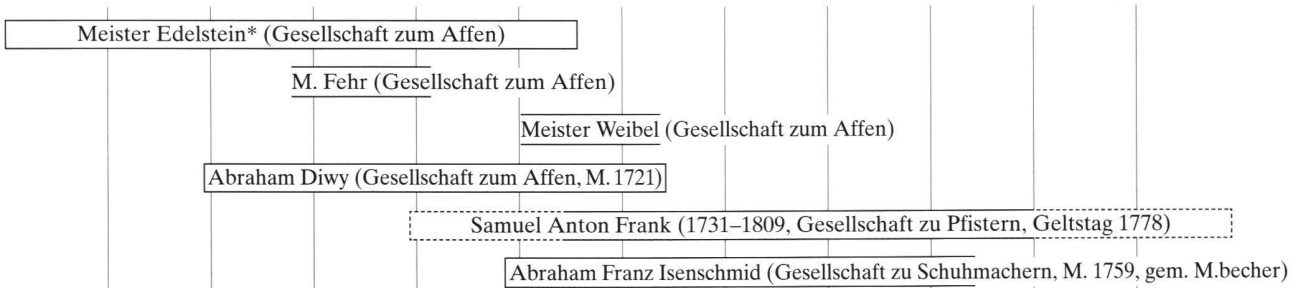 Meister Edelstein* (Gesellschaft zum Affen)
M. Fehr (Gesellschaft zum Affen)
Meister Weibel (Gesellschaft zum Affen)
Abraham Diwy (Gesellschaft zum Affen, M. 1721)
Samuel Anton Frank (1731–1809, Gesellschaft zu Pfistern, Geltstag 1778)
Abraham Franz Isenschmid (Gesellschaft zu Schuhmachern, M. 1759, gem. M.becher)